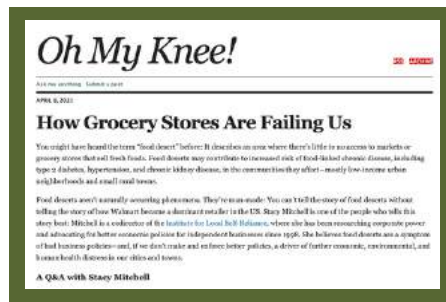 Oh My Knee!
RSS ARCHIVE
Ask me anything Submit a post
APRIL 8, 2021
How Grocery Stores Are Failing Us
You might have heard the term "food desert" before: It describes an area where there's little to no access to markets or
grocery stores that sell fresh foods. Food deserts may contribute to increased risk of food-linked chronic disease, including
type 2 diabetes, hypertension, and chronic kidney disease, in the communities they affect—mostly low-income urban
neighborhoods and small rural towns.
Food deserts aren't naturally occurring phenomena. They're man-made: You can't tell the story of food deserts without
telling the story of how Walmart became a dominant retailer in the US. Stacy Mitchell is one of the people who tells this
story best: Mitchell is a codirector of the Institute for Local Self-Reliance, where she has been researching corporate power
and advocating for better economic policies for independent businesses since 1998. She believes food deserts are a symptom
of bad business policies—and, if we don't make and enforce better policies, a driver of further economic, environmental, and
human health distress in our cities and towns.
A Q&A with Stacy Mitchell